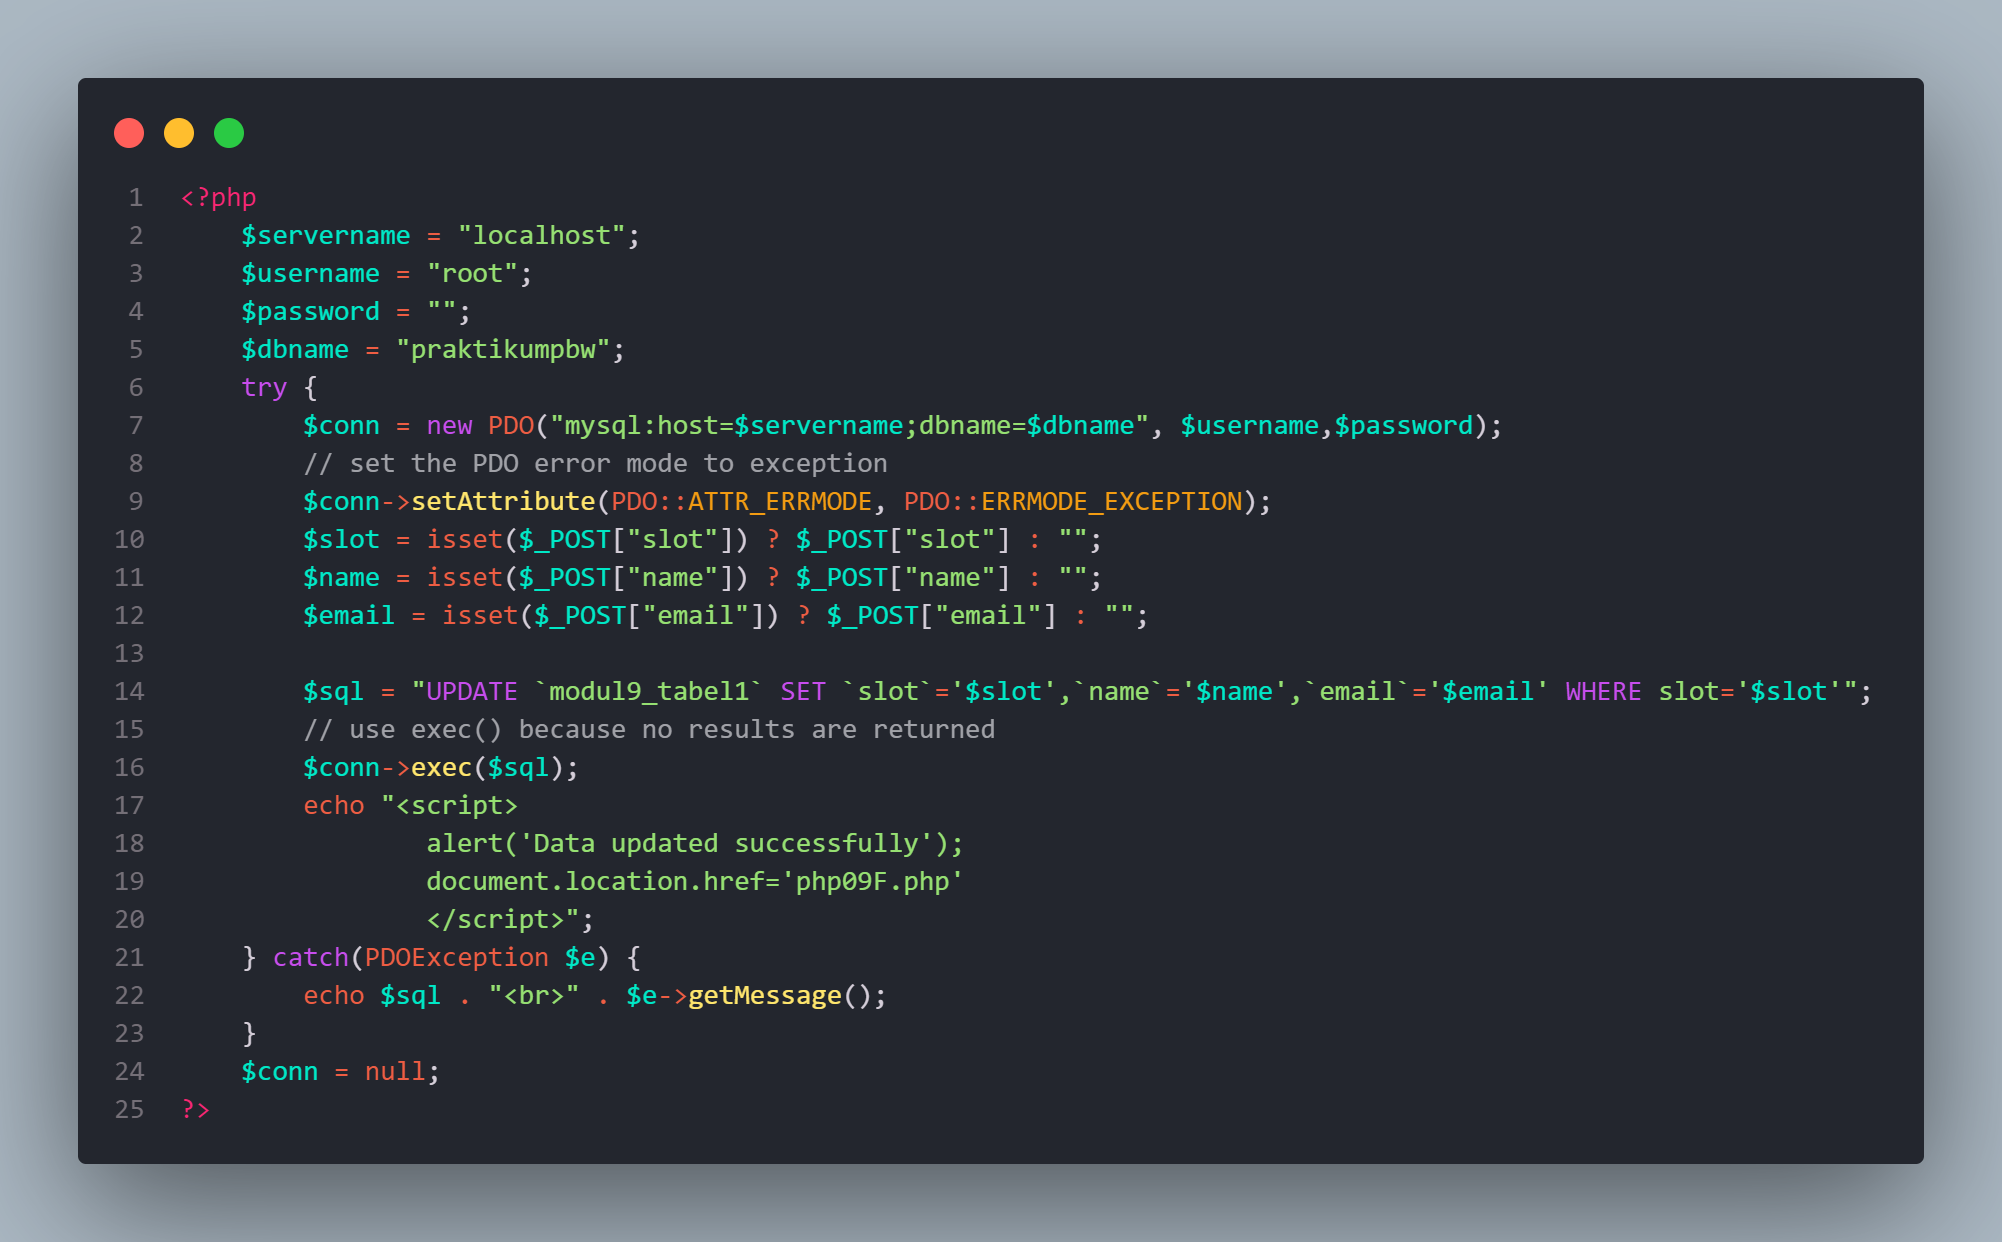 1 <?php
2     $servername = "localhost";
3     $username = "root";
4     $password = "";
5     $dbname = "praktikumpbw";
6     try {
7         $conn = new PDO("mysql:host=$servername;dbname=$dbname", $username,$password);
8         // set the PDO error mode to exception
9         $conn->setAttribute(PDO::ATTR_ERRMODE, PDO::ERRMODE_EXCEPTION);
10         $slot = isset($_POST["slot"]) ? $_POST["slot"] : "";
11         $name = isset($_POST["name"]) ? $_POST["name"] : "";
12         $email = isset($_POST["email"]) ? $_POST["email"] : "";
13
14         $sql = "UPDATE `modul9_tabel1` SET `slot`='$slot',`name`='$name',`email`='$email' WHERE slot='$slot'";
15         // use exec() because no results are returned
16         $conn->exec($sql);
17         echo "<script>
18                 alert('Data updated successfully');
19                 document.location.href='php09F.php'
20                 </script>";
21     } catch(PDOException $e) {
22         echo $sql . "<br>" . $e->getMessage();
23     }
24     $conn = null;
25 ?>